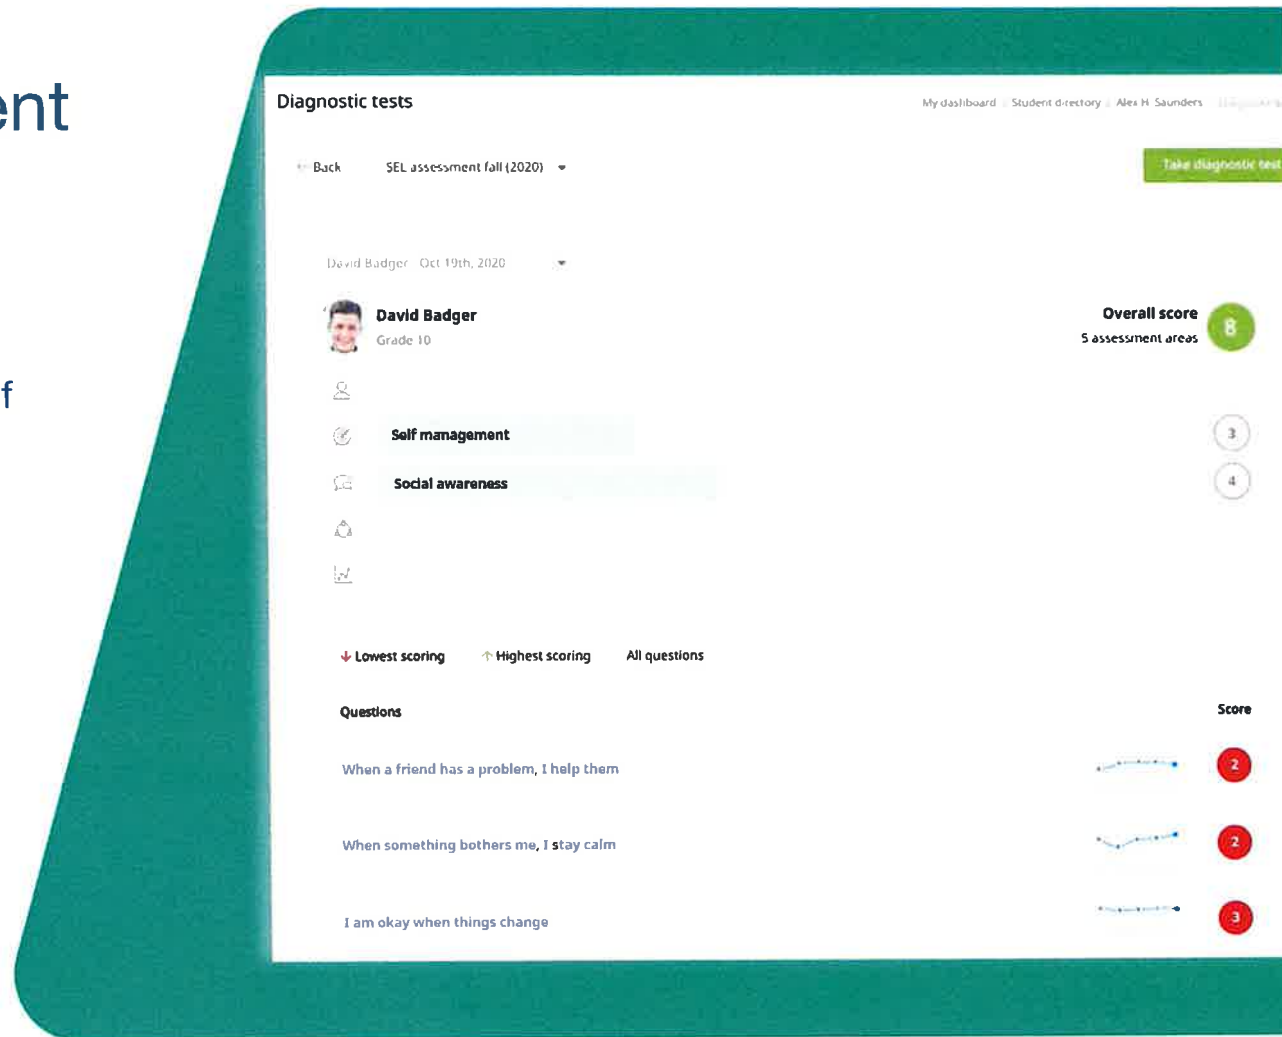 ent
f
Diagnostic tests
My dashboard Student directory Alex H Saunders
Back SEL assessment fall (2020)
Take diagnostic test
David Badger Oct 19th, 2020
David Badger
Grade 10
Overall score
5 assessment areas
8
Self management 3
Social awareness 4
Lowest scoring Highest scoring All questions
Questions Score
When a friend has a problem, I help them 2
When something bothers me, I stay calm 2
I am okay when things change 3